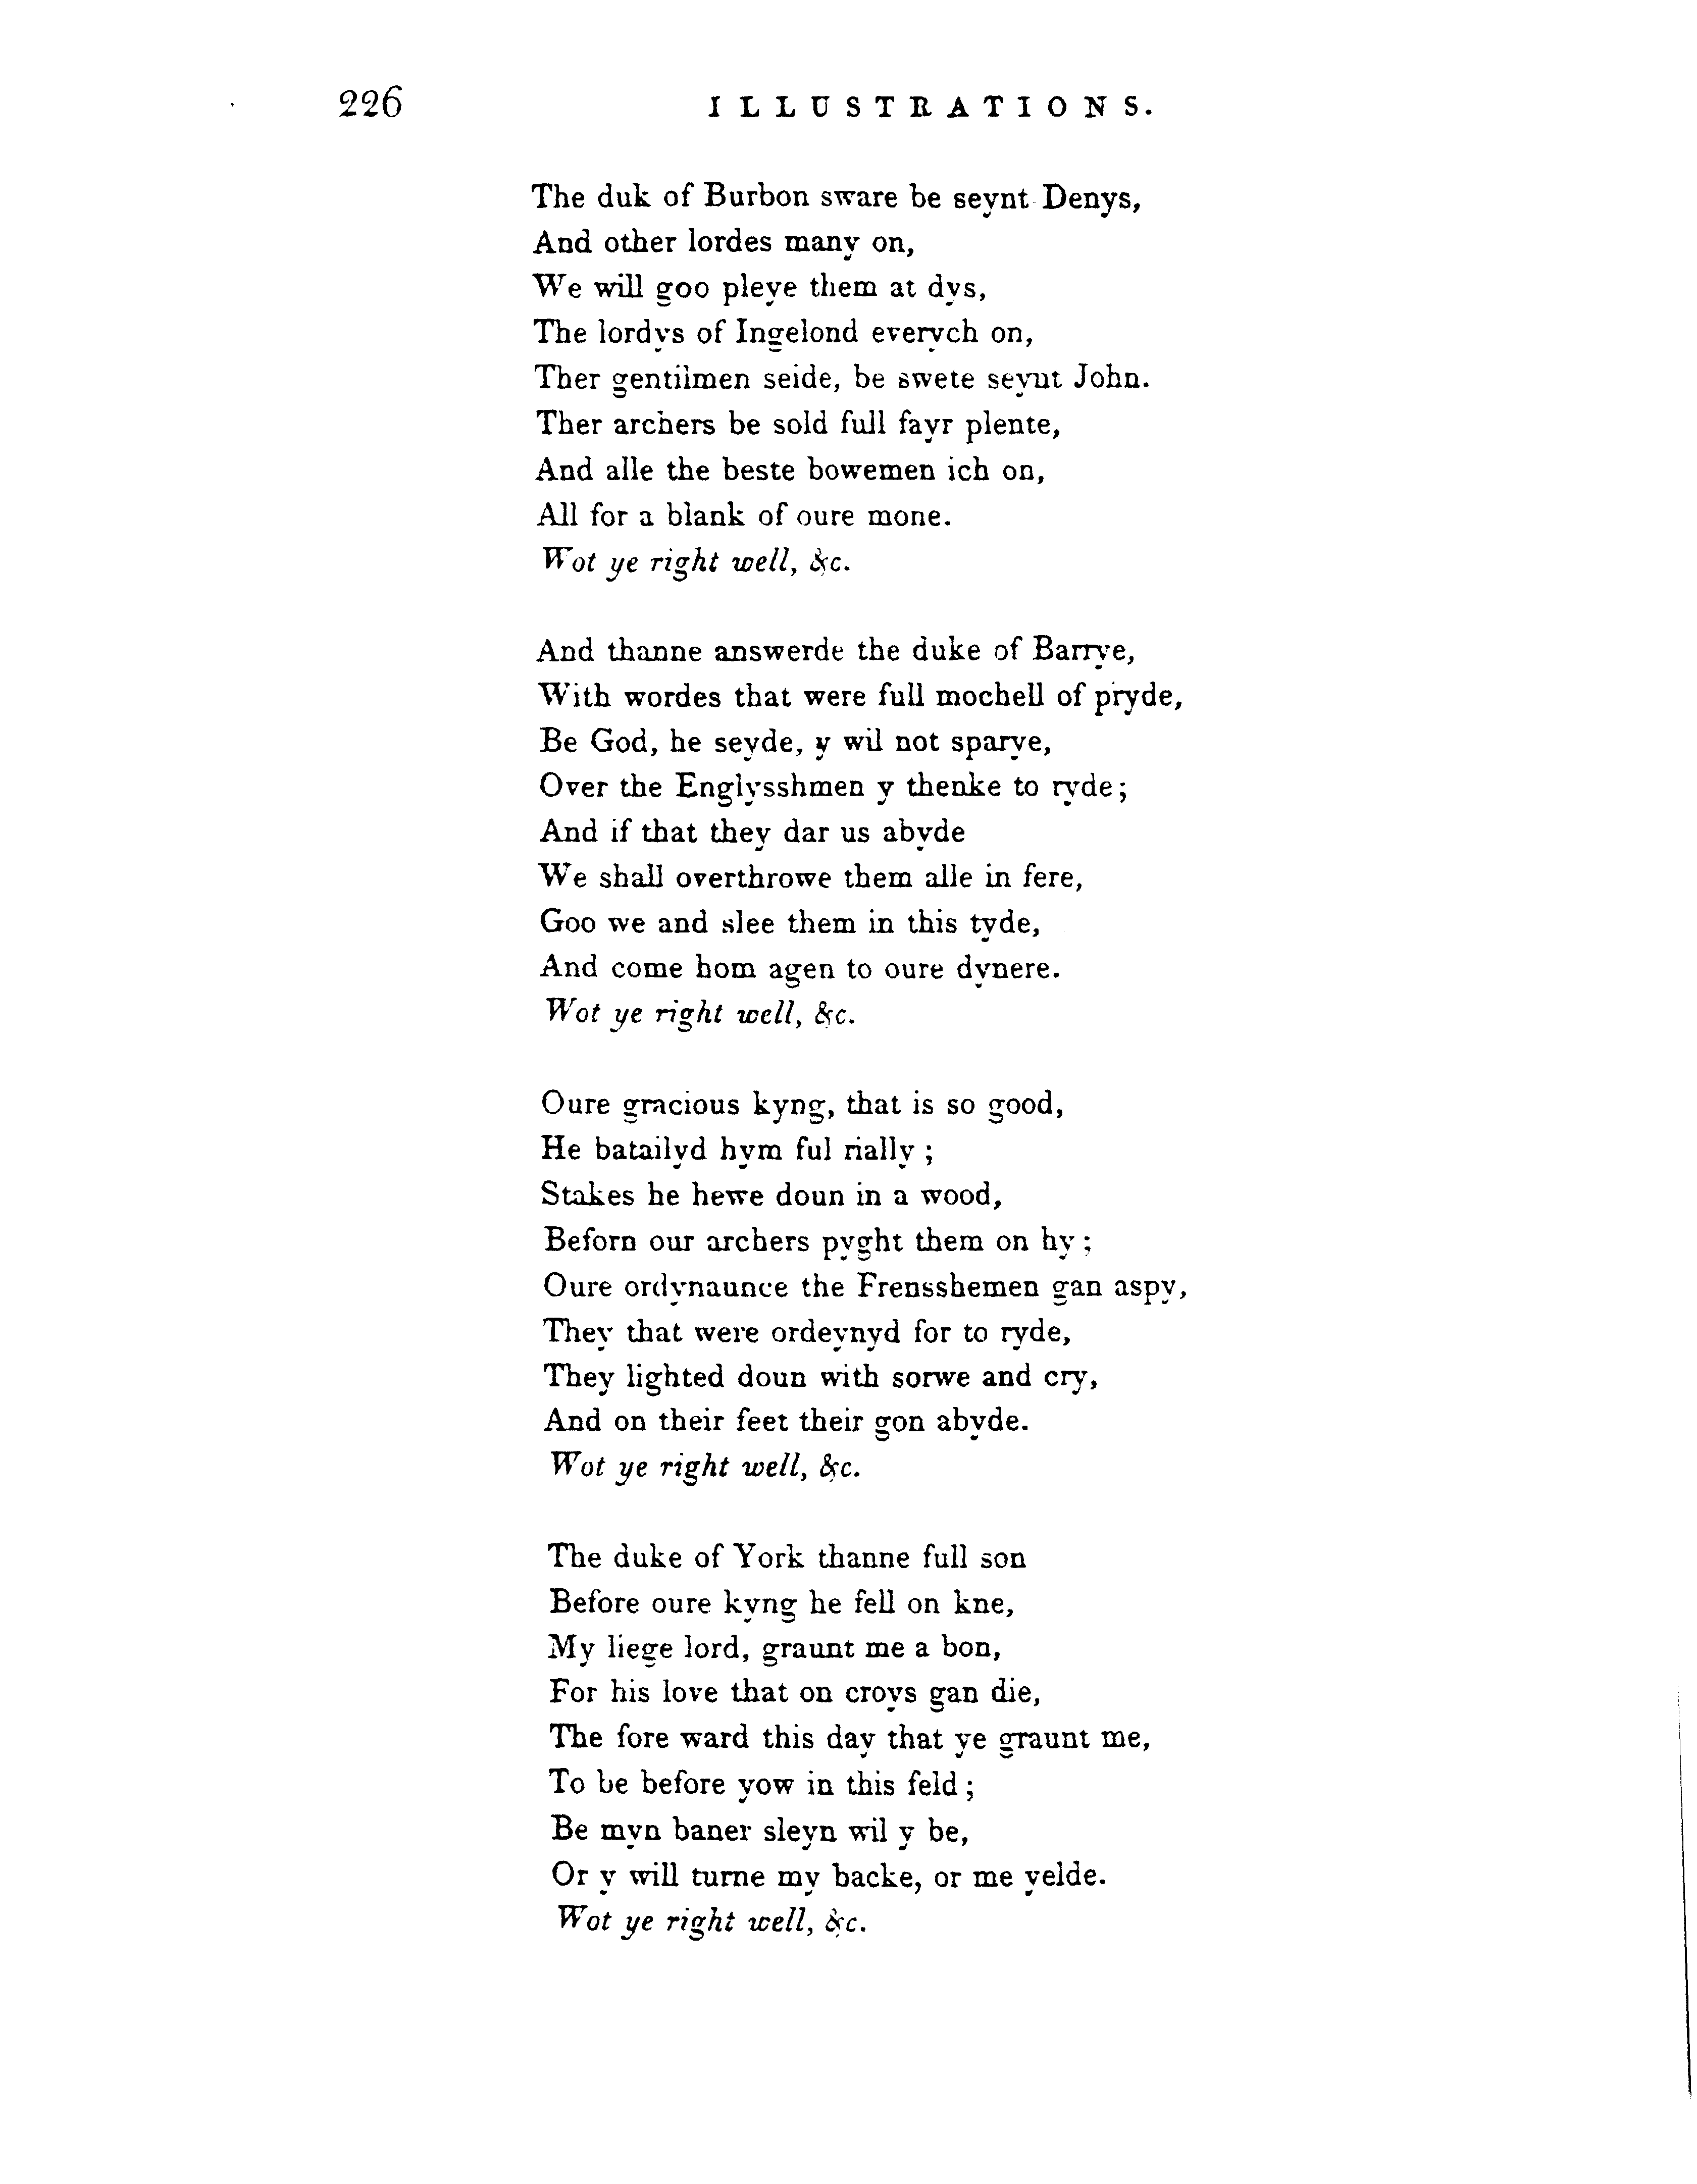 226 ILLUSTRATIONS.
The duk of Burbon sware be seynt Denys,
And other lordes many on,
We will goo pleye them at dys,
The lordys of Ingelond everych on,
Ther gentilmen seide, be swete seynt John.
Ther archers be sold full fayr plente,
And alle the beste bowemen ich on,
All for a blank of oure mone.
Wot ye right well, &c.
And thanne answerde the duke of Barrye,
With wordes that were full mochell of pryde,
Be God, he seyde, y wil not sparye,
Over the Englysshmen y thenke to ryde;
And if that they dar us abyde
We shall overthrowe them alle in fere,
Goo we and slee them in this tyde,
And come hom agen to oure dynere.
Wot ye right well, &c.
Oure gracious kyng, that is so good,
He batailyd hym ful rially;
Stakes he hewe doun in a wood,
Beforn our archers pyght them on hy;
Oure ordynaunce the Frensshemen gan aspy,
They that were ordeynyd for to ryde,
They lighted doun with sorwe and cry,
And on their feet their gon abyde.
Wot ye right well, &c.
The duke of York thanne full son
Before oure kyng he fell on kne,
My liege lord, graunt me a bon,
For his love that on croys gan die,
The fore ward this day that ye graunt me,
To be before yow in this feld;
Be myn baner sleyn wil y be,
Or y will turne my backe, or me yelde.
Wot ye right well, &c.